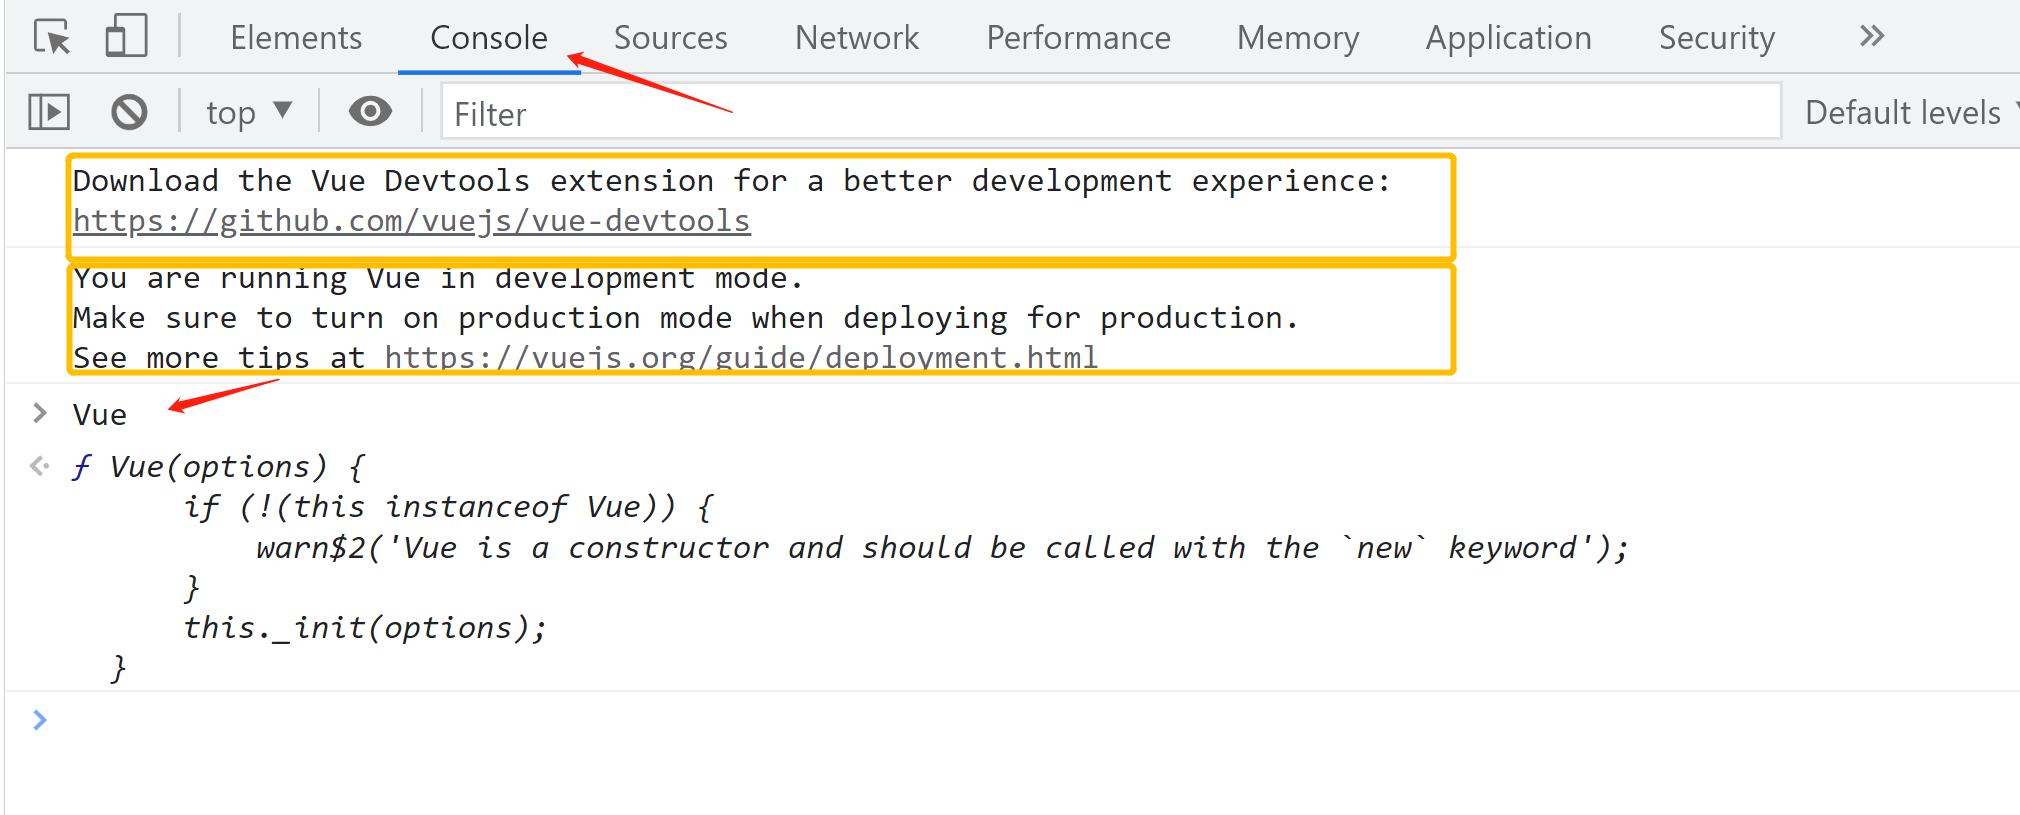 Elements Console Sources Network Performance Memory Application Security »
top ▼ Filter Default levels
Download the Vue Devtools extension for a better development experience:
https://github.com/vuejs/vue-devtools
You are running Vue in development mode.
Make sure to turn on production mode when deploying for production.
See more tips at https://vuejs.org/guide/deployment.html
> Vue
ƒ Vue(options) {
if (!(this instanceof Vue)) {
warn$2('Vue is a constructor and should be called with the `new` keyword');
}
this._init(options);
}
>